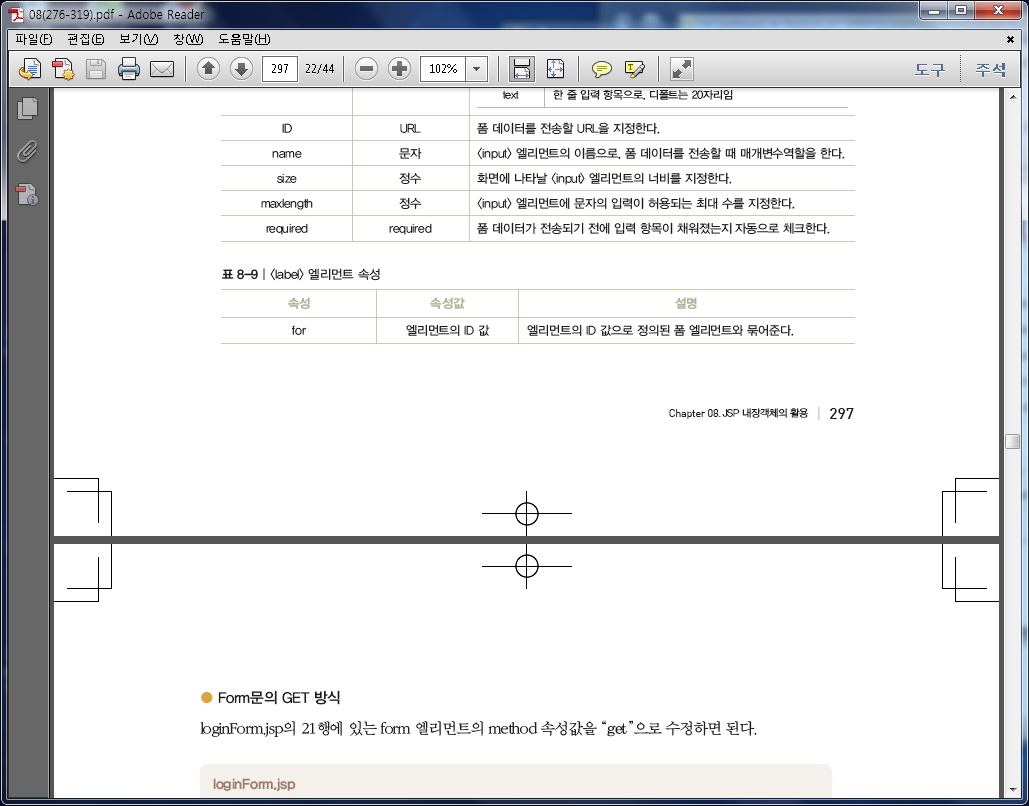 08(276-319).pdf - Adobe Reader
파일(F) 편집(E) 보기(V) 창(W) 도움말(H)
297 22/44 102% 도구 주석
text 한 줄 입력 항목으로, 디폴트는 20자리임
ID URL 폼 데이터를 전송할 URL을 지정한다.
name 문자 <input> 엘리먼트의 이름으로, 폼 데이터를 전송할 때 매개변수역할을 한다.
size 정수 화면에 나타날 <input> 엘리먼트의 너비를 지정한다.
maxlength 정수 <input> 엘리먼트에 문자의 입력이 허용되는 최대 수를 지정한다.
required required 폼 데이터가 전송되기 전에 입력 항목이 채워졌는지 자동으로 체크한다.
표 8-9 | <label> 엘리먼트 속성
속성 속성값 설명
for 엘리먼트의 ID 값 엘리먼트의 ID 값으로 정의된 폼 엘리먼트와 묶어준다.
Chapter 08. JSP 내장객체의 활용 | 297
● Form문의 GET 방식
loginForm.jsp의 21행에 있는 form 엘리먼트의 method 속성값을 “get”으로 수정하면 된다.
loginForm.jsp